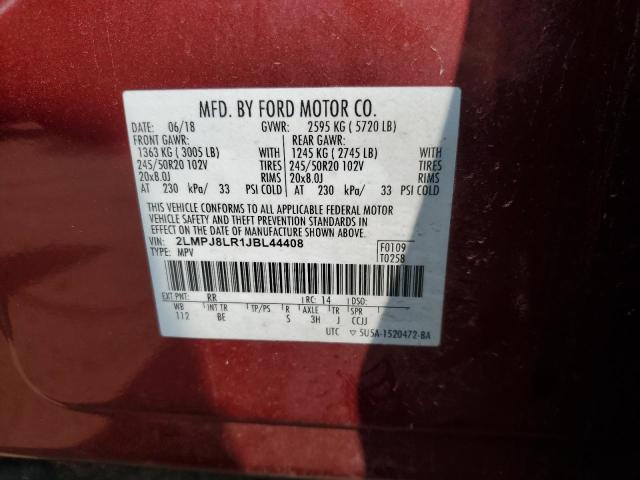 MFD. BY FORD MOTOR CO.
DATE: 06/18 GVWR: 2595 KG ( 5720 LB)
FRONT GAWR: REAR GAWR:
1363 KG ( 3005 LB) WITH 1245 KG ( 2745 LB) WITH
245/50R20 102V TIRES 245/50R20 102V TIRES
20x8.0J RIMS 20x8.0J RIMS
AT 230 kPa/ 33 PSI COLD AT 230 kPa/ 33 PSI COLD
THIS VEHICLE CONFORMS TO ALL APPLICABLE FEDERAL MOTOR
VEHICLE SAFETY AND THEFT PREVENTION STANDARDS IN
EFFECT ON THE DATE OF MANUFACTURE SHOWN ABOVE.
VIN: 2LMPJ8LR1JBL44408 F0109
TYPE: MPV T0258
EXT PNT: RR RC: 14 DSO:
WB INT TR TP/PS R AXLE TR SPR
112 BE S 3H J CCJJ
UTC 5U5A-1520472-BA